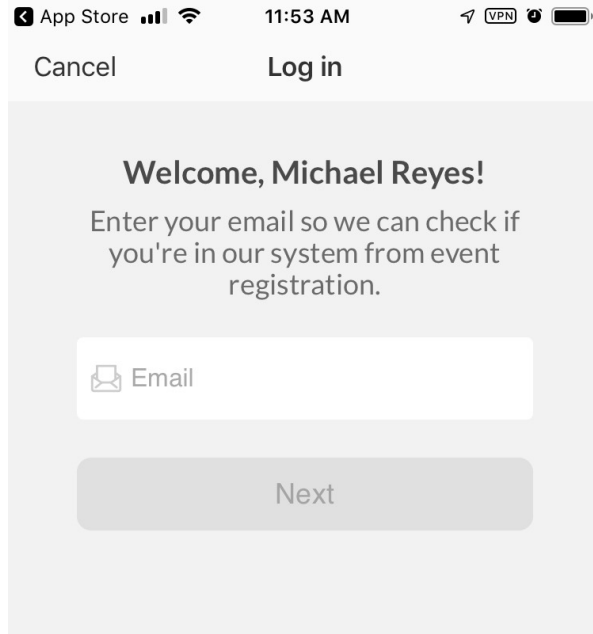 App Store 11:53 AM VPN
Cancel Log in
Welcome, Michael Reyes!
Enter your email so we can check if
you're in our system from event
registration.
Email
Next